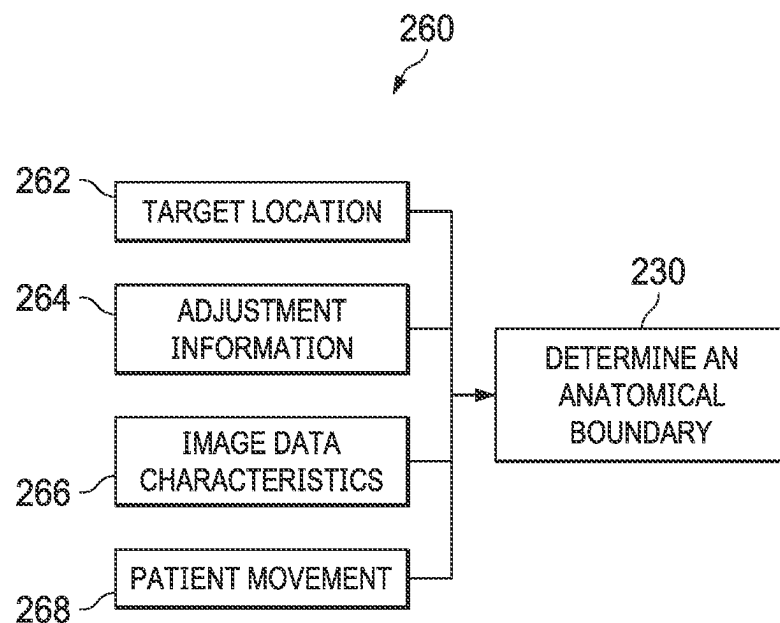 260
262
TARGET LOCATION
264
ADJUSTMENT
INFORMATION
230
DETERMINE AN
ANATOMICAL
BOUNDARY
266
IMAGE DATA
CHARACTERISTICS
268
PATIENT MOVEMENT